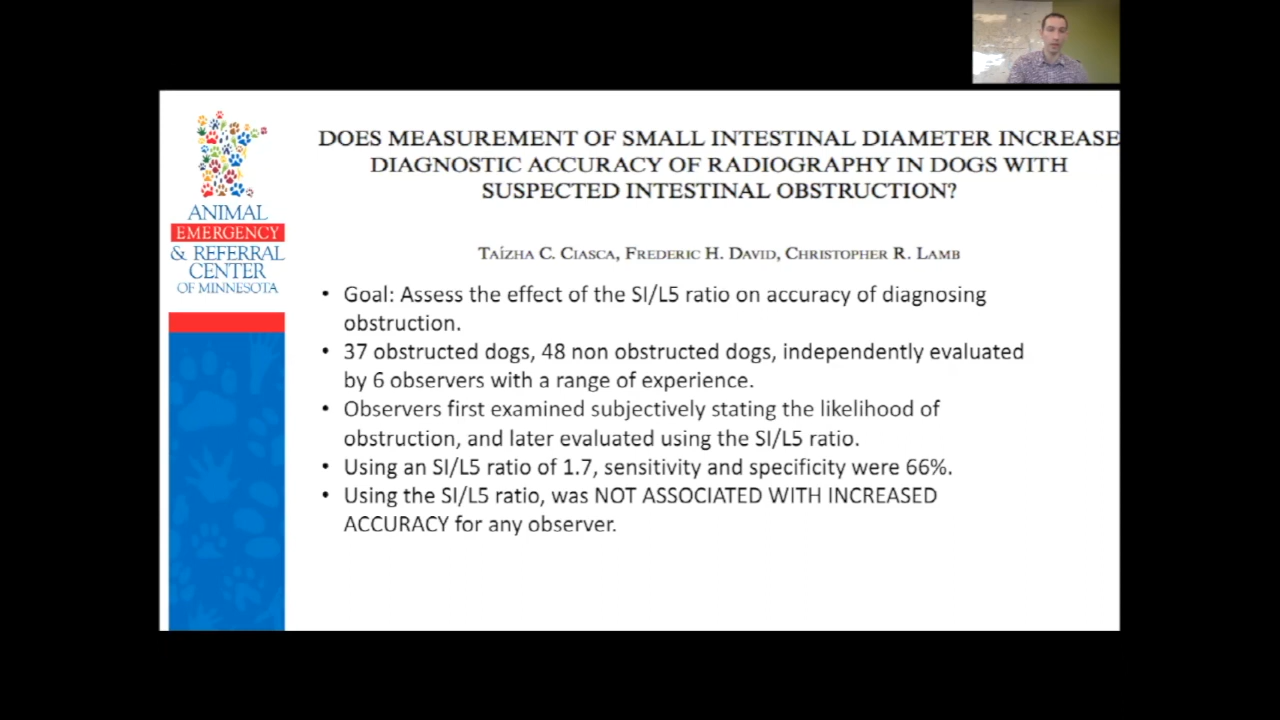 ANIMAL
EMERGENCY
& REFERRAL
CENTER
OF MINNESOTA
DOES MEASUREMENT OF SMALL INTESTINAL DIAMETER INCREASE
DIAGNOSTIC ACCURACY OF RADIOGRAPHY IN DOGS WITH
SUSPECTED INTESTINAL OBSTRUCTION?
TAÍZHA C. CIASCA, FREDERIC H. DAVID, CHRISTOPHER R. LAMB
• Goal: Assess the effect of the SI/L5 ratio on accuracy of diagnosing
obstruction.
• 37 obstructed dogs, 48 non obstructed dogs, independently evaluated
by 6 observers with a range of experience.
• Observers first examined subjectively stating the likelihood of
obstruction, and later evaluated using the SI/L5 ratio.
• Using an SI/L5 ratio of 1.7, sensitivity and specificity were 66%.
• Using the SI/L5 ratio, was NOT ASSOCIATED WITH INCREASED
ACCURACY for any observer.